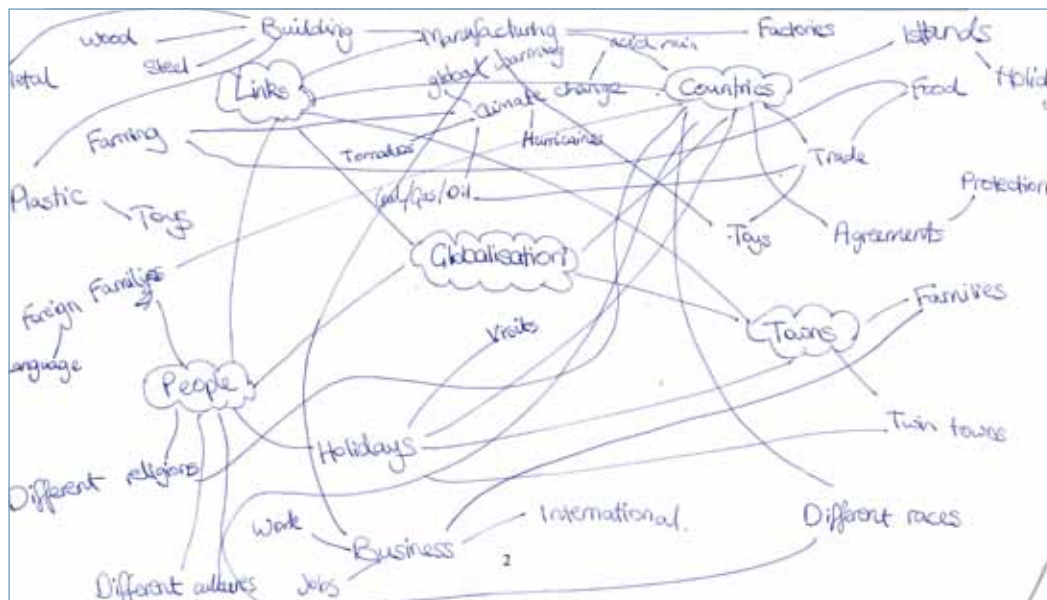 Building
Manufacturing
Factories
Islands
Wood
acid rain
Steel
global warming
Links
Climate change
Countries
Food
Farming
Hurricaines
Trade
Coal/Gas/Oil
Protection
Plastic
Toys
Toys
Agreements
Globalisation
Foreign Families
Families
Visits
Towns
People
Holidays
Twin towns
Different religions
Work
International.
Different races
Business
2
Different cultures
Jobs